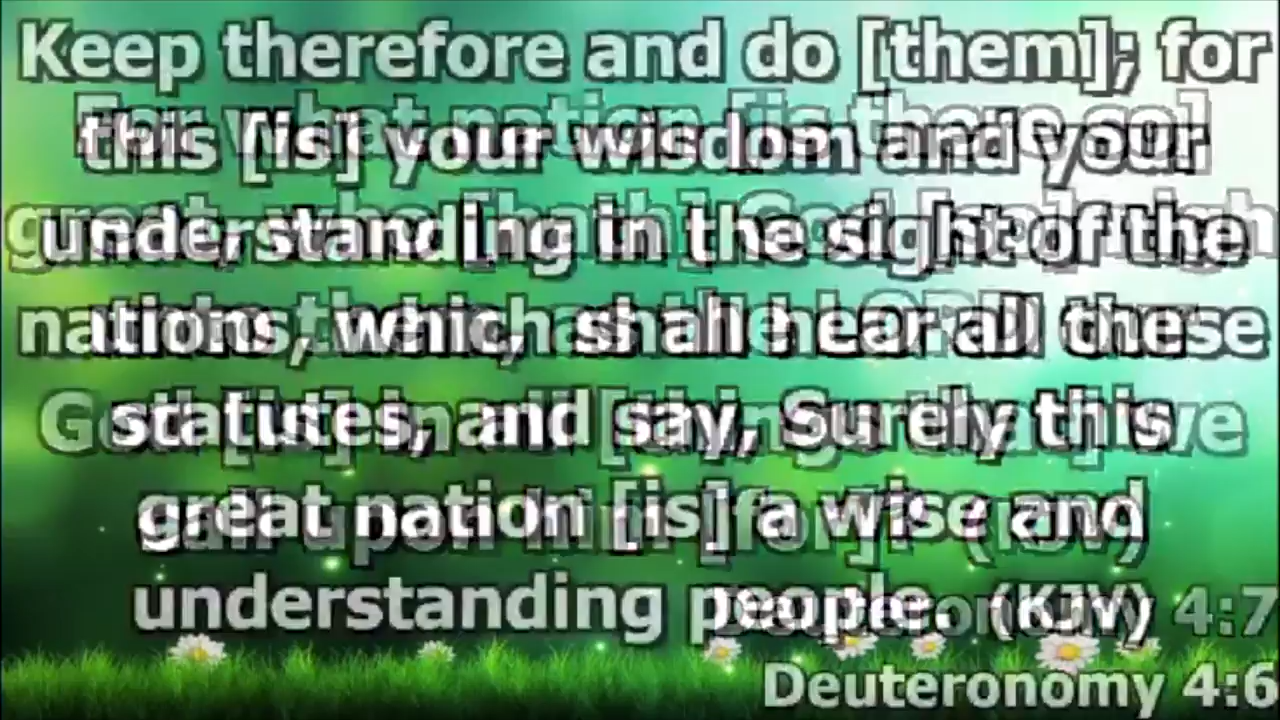 Keep therefore and do [them]; for
this [is] your wisdom and your
understanding in the sight of the
nations, which shall hear all these
statutes, and say, Surely this
great nation [is] a wise and
understanding people. (KJV)
Deuteronomy 4:6
For what nation [is there so]
great, who [hath] God [so] nigh
unto them, as the LORD our
God [is] in all [things that] we
call upon him [for]? (KJV)
Deuteronomy 4:7